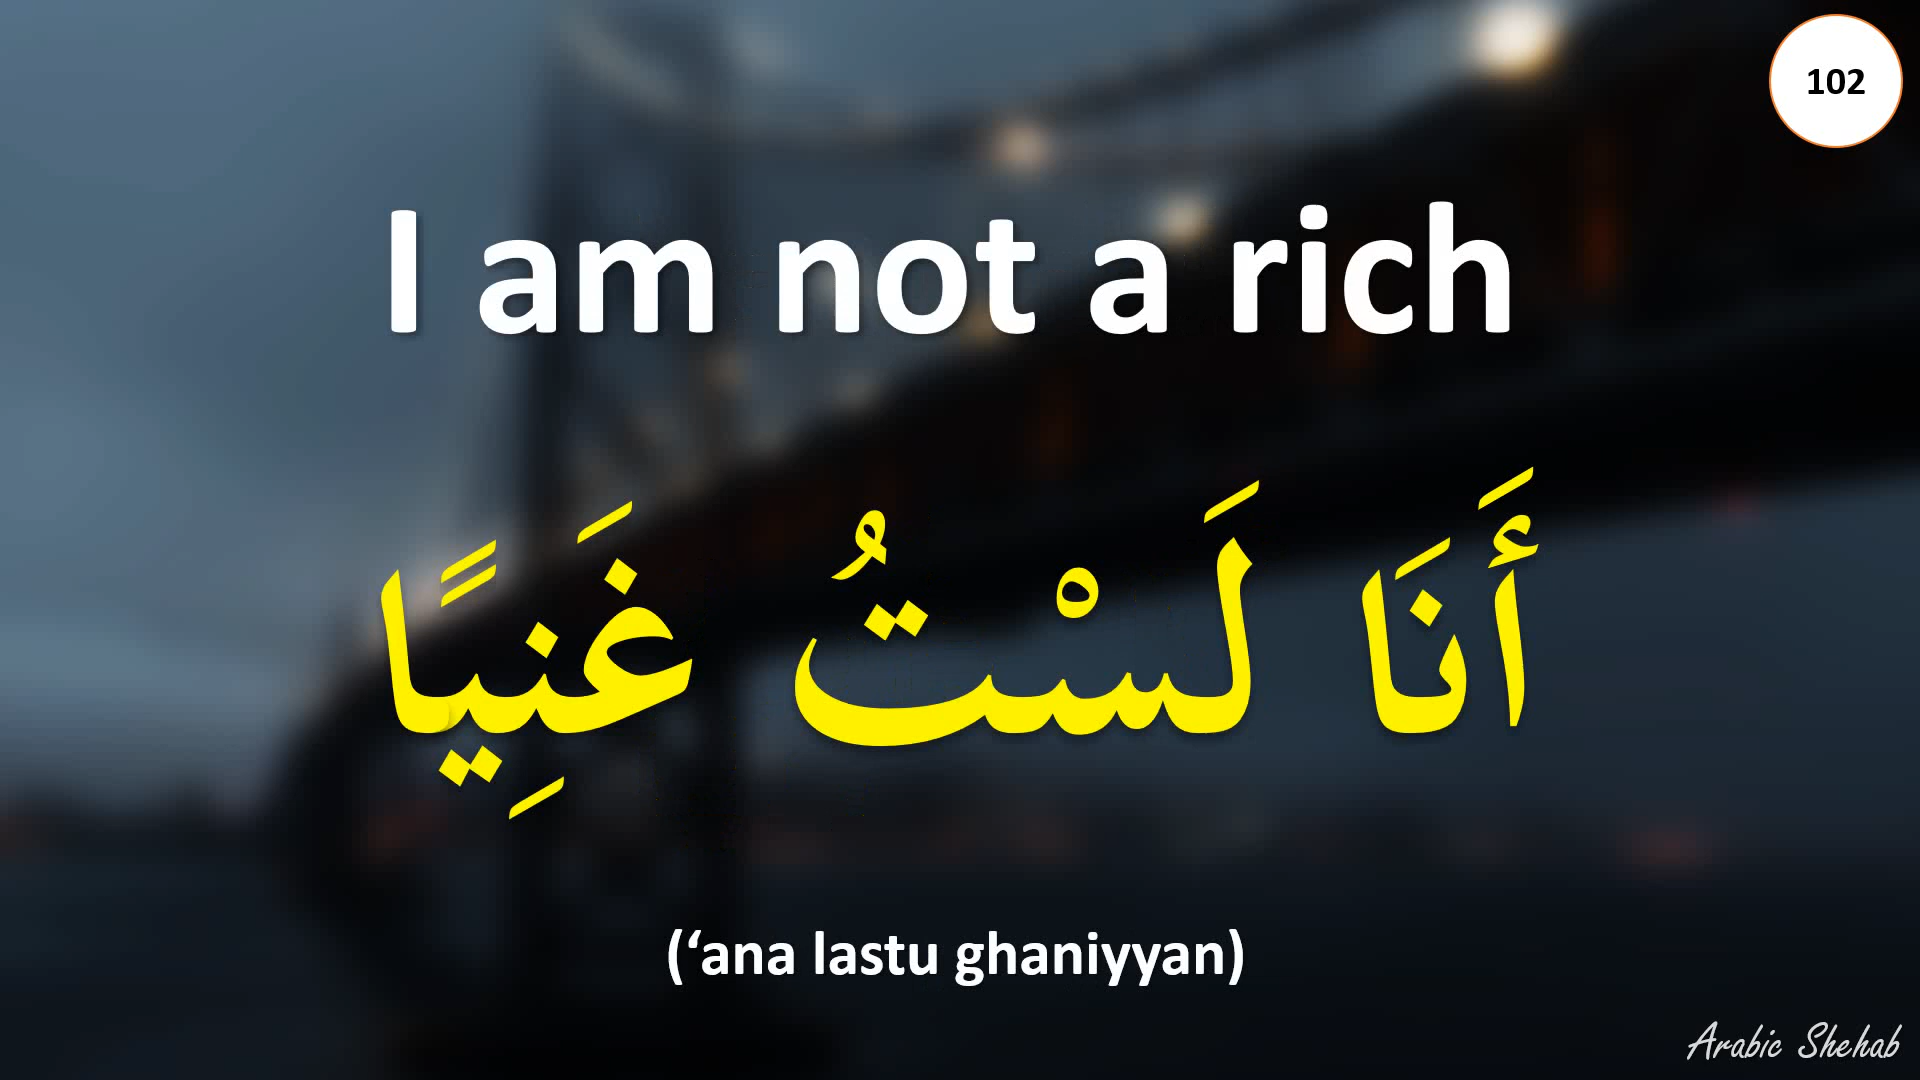 102
I am not a rich
أَنَا لَسْتُ غَنِيًا
(‘ana lastu ghaniyyan)
Arabic Shehab